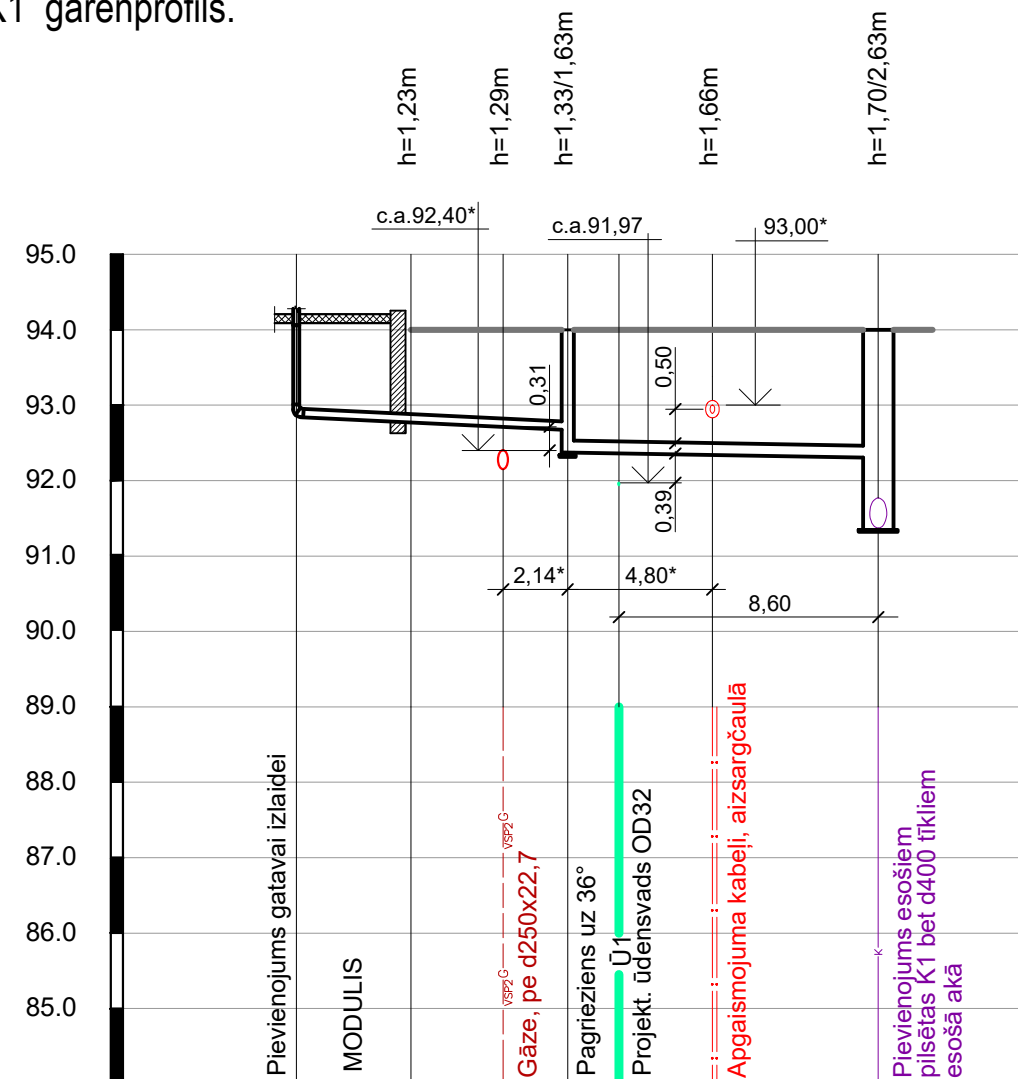 K1 garenprofils.
h=1,23m
h=1,29m
h=1,33/1,63m
h=1,66m
h=1,70/2,63m
c.a.92,40*
c.a.91,97
93,00*
95.0
94.0
93.0
92.0
91.0
90.0
89.0
88.0
87.0
86.0
85.0
0,31
0,50
0,39
2,14*
4,80*
8,60
Pievienojums gatavai izlaidei
MODULIS
VSP2 G
VSP2 G
Gāze, pe d250x22,7
Pagrieziens uz 36°
Ū1
Projekt. ūdensvads OD32
Apgaismojuma kabeļi, aizsargčaulā
K
Pievienojums esošiem
pilsētas K1 bet d400 tīkliem
esošā akā